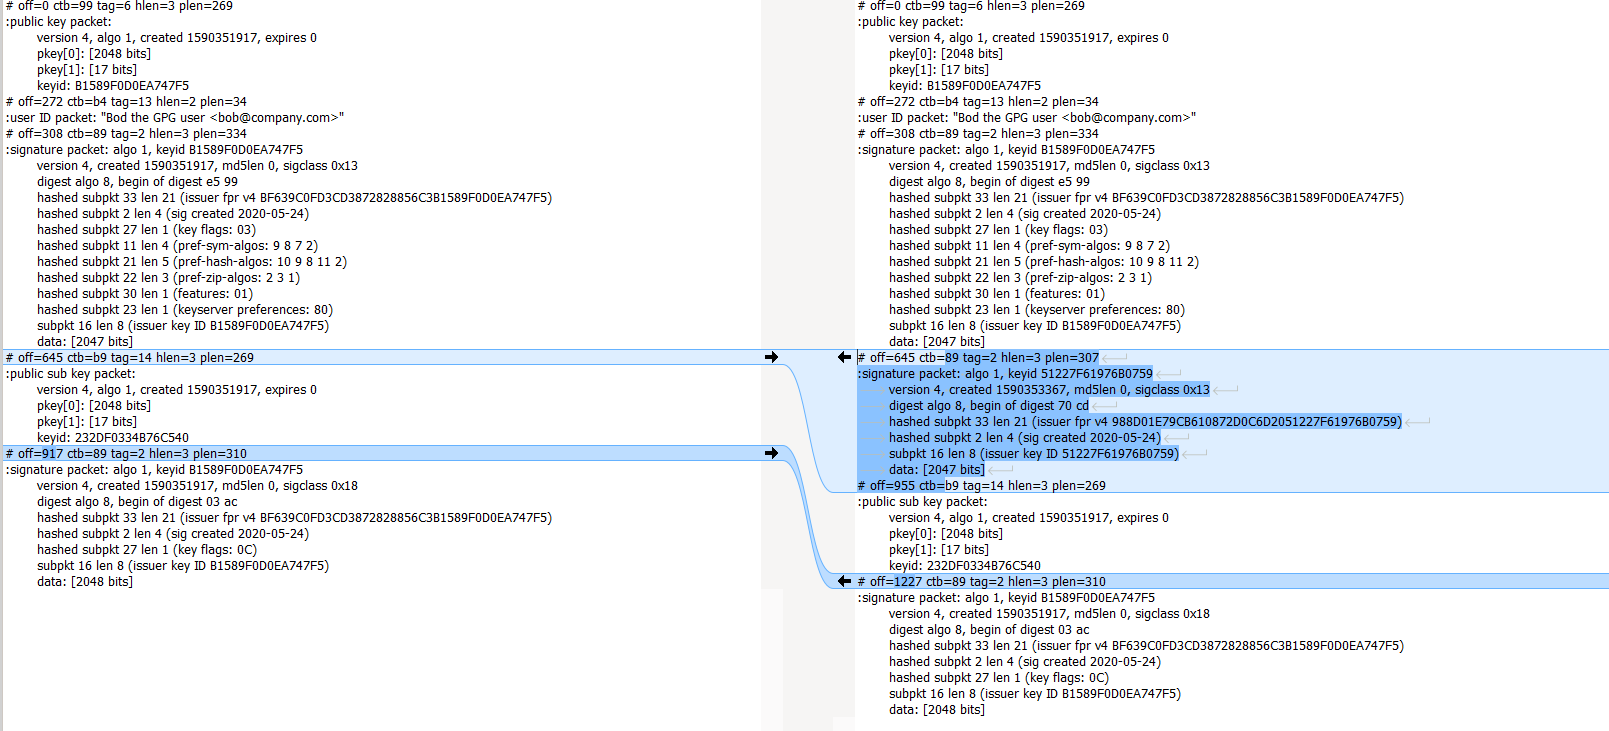 # off=0 ctb=99 tag=6 hlen=3 plen=269
:public key packet:
version 4, algo 1, created 1590351917, expires 0
pkey[0]: [2048 bits]
pkey[1]: [17 bits]
keyid: B1589F0D0EA747F5
# off=272 ctb=b4 tag=13 hlen=2 plen=34
:user ID packet: "Bod the GPG user <bob@company.com>"
# off=308 ctb=89 tag=2 hlen=3 plen=334
:signature packet: algo 1, keyid B1589F0D0EA747F5
version 4, created 1590351917, md5len 0, sigclass 0x13
digest algo 8, begin of digest e5 99
hashed subpkt 33 len 21 (issuer fpr v4 BF639C0FD3CD3872828856C3B1589F0D0EA747F5)
hashed subpkt 2 len 4 (sig created 2020-05-24)
hashed subpkt 27 len 1 (key flags: 03)
hashed subpkt 11 len 4 (pref-sym-algos: 9 8 7 2)
hashed subpkt 21 len 5 (pref-hash-algos: 10 9 8 11 2)
hashed subpkt 22 len 3 (pref-zip-algos: 2 3 1)
hashed subpkt 30 len 1 (features: 01)
hashed subpkt 23 len 1 (keyserver preferences: 80)
subpkt 16 len 8 (issuer key ID B1589F0D0EA747F5)
data: [2047 bits]
# off=645 ctb=b9 tag=14 hlen=3 plen=269
:public sub key packet:
version 4, algo 1, created 1590351917, expires 0
pkey[0]: [2048 bits]
pkey[1]: [17 bits]
keyid: 232DF0334B76C540
# off=917 ctb=89 tag=2 hlen=3 plen=310
:signature packet: algo 1, keyid B1589F0D0EA747F5
version 4, created 1590351917, md5len 0, sigclass 0x18
digest algo 8, begin of digest 03 ac
hashed subpkt 33 len 21 (issuer fpr v4 BF639C0FD3CD3872828856C3B1589F0D0EA747F5)
hashed subpkt 2 len 4 (sig created 2020-05-24)
hashed subpkt 27 len 1 (key flags: 0C)
subpkt 16 len 8 (issuer key ID B1589F0D0EA747F5)
data: [2048 bits]
# off=0 ctb=99 tag=6 hlen=3 plen=269
:public key packet:
version 4, algo 1, created 1590351917, expires 0
pkey[0]: [2048 bits]
pkey[1]: [17 bits]
keyid: B1589F0D0EA747F5
# off=272 ctb=b4 tag=13 hlen=2 plen=34
:user ID packet: "Bod the GPG user <bob@company.com>"
# off=308 ctb=89 tag=2 hlen=3 plen=334
:signature packet: algo 1, keyid B1589F0D0EA747F5
version 4, created 1590351917, md5len 0, sigclass 0x13
digest algo 8, begin of digest e5 99
hashed subpkt 33 len 21 (issuer fpr v4 BF639C0FD3CD3872828856C3B1589F0D0EA747F5)
hashed subpkt 2 len 4 (sig created 2020-05-24)
hashed subpkt 27 len 1 (key flags: 03)
hashed subpkt 11 len 4 (pref-sym-algos: 9 8 7 2)
hashed subpkt 21 len 5 (pref-hash-algos: 10 9 8 11 2)
hashed subpkt 22 len 3 (pref-zip-algos: 2 3 1)
hashed subpkt 30 len 1 (features: 01)
hashed subpkt 23 len 1 (keyserver preferences: 80)
subpkt 16 len 8 (issuer key ID B1589F0D0EA747F5)
data: [2047 bits]
# off=645 ctb=89 tag=2 hlen=3 plen=307
:signature packet: algo 1, keyid 51227F61976B0759
version 4, created 1590353367, md5len 0, sigclass 0x13
digest algo 8, begin of digest 70 cd
hashed subpkt 33 len 21 (issuer fpr v4 988D01E79CB610872D0C6D2051227F61976B0759)
hashed subpkt 2 len 4 (sig created 2020-05-24)
subpkt 16 len 8 (issuer key ID 51227F61976B0759)
data: [2047 bits]
# off=955 ctb=b9 tag=14 hlen=3 plen=269
:public sub key packet:
version 4, algo 1, created 1590351917, expires 0
pkey[0]: [2048 bits]
pkey[1]: [17 bits]
keyid: 232DF0334B76C540
# off=1227 ctb=89 tag=2 hlen=3 plen=310
:signature packet: algo 1, keyid B1589F0D0EA747F5
version 4, created 1590351917, md5len 0, sigclass 0x18
digest algo 8, begin of digest 03 ac
hashed subpkt 33 len 21 (issuer fpr v4 BF639C0FD3CD3872828856C3B1589F0D0EA747F5)
hashed subpkt 2 len 4 (sig created 2020-05-24)
hashed subpkt 27 len 1 (key flags: 0C)
subpkt 16 len 8 (issuer key ID B1589F0D0EA747F5)
data: [2048 bits]